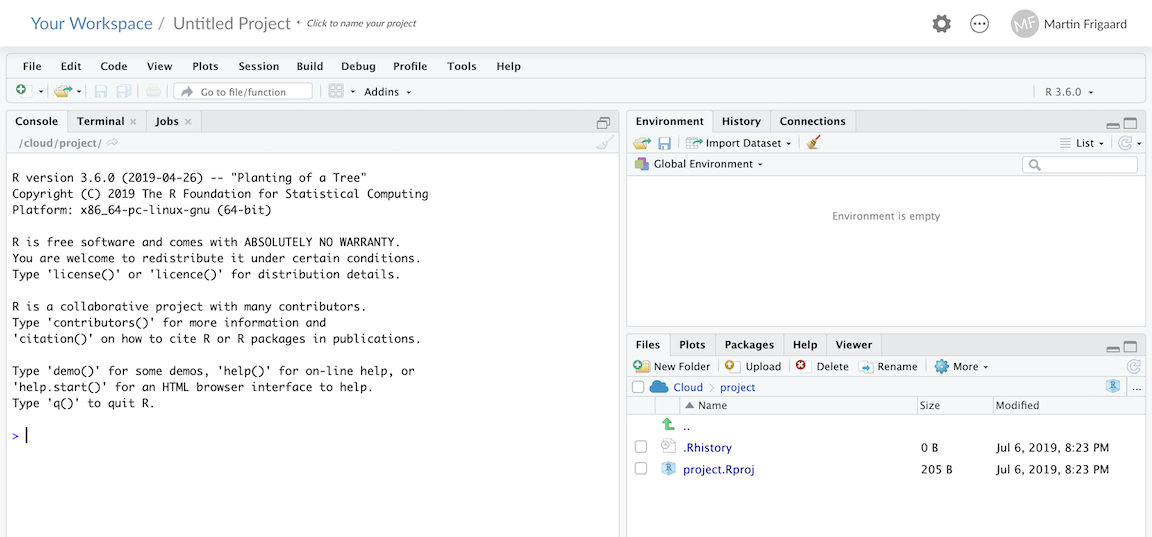 Your Workspace / Untitled Project ← Click to name your project
MF Martin Frigaard
File Edit Code View Plots Session Build Debug Profile Tools Help
Go to file/function Addins R 3.6.0
Console Terminal Jobs
/cloud/project/
R version 3.6.0 (2019-04-26) -- "Planting of a Tree"
Copyright (C) 2019 The R Foundation for Statistical Computing
Platform: x86_64-pc-linux-gnu (64-bit)
R is free software and comes with ABSOLUTELY NO WARRANTY.
You are welcome to redistribute it under certain conditions.
Type 'license()' or 'licence()' for distribution details.
R is a collaborative project with many contributors.
Type 'contributors()' for more information and
'citation()' on how to cite R or R packages in publications.
Type 'demo()' for some demos, 'help()' for on-line help, or
'help.start()' for an HTML browser interface to help.
Type 'q()' to quit R.
>
Environment History Connections
Import Dataset List
Global Environment
Environment is empty
Files Plots Packages Help Viewer
New Folder Upload Delete Rename More
Cloud project ...
Name Size Modified
..
.Rhistory 0 B Jul 6, 2019, 8:23 PM
project.Rproj 205 B Jul 6, 2019, 8:23 PM